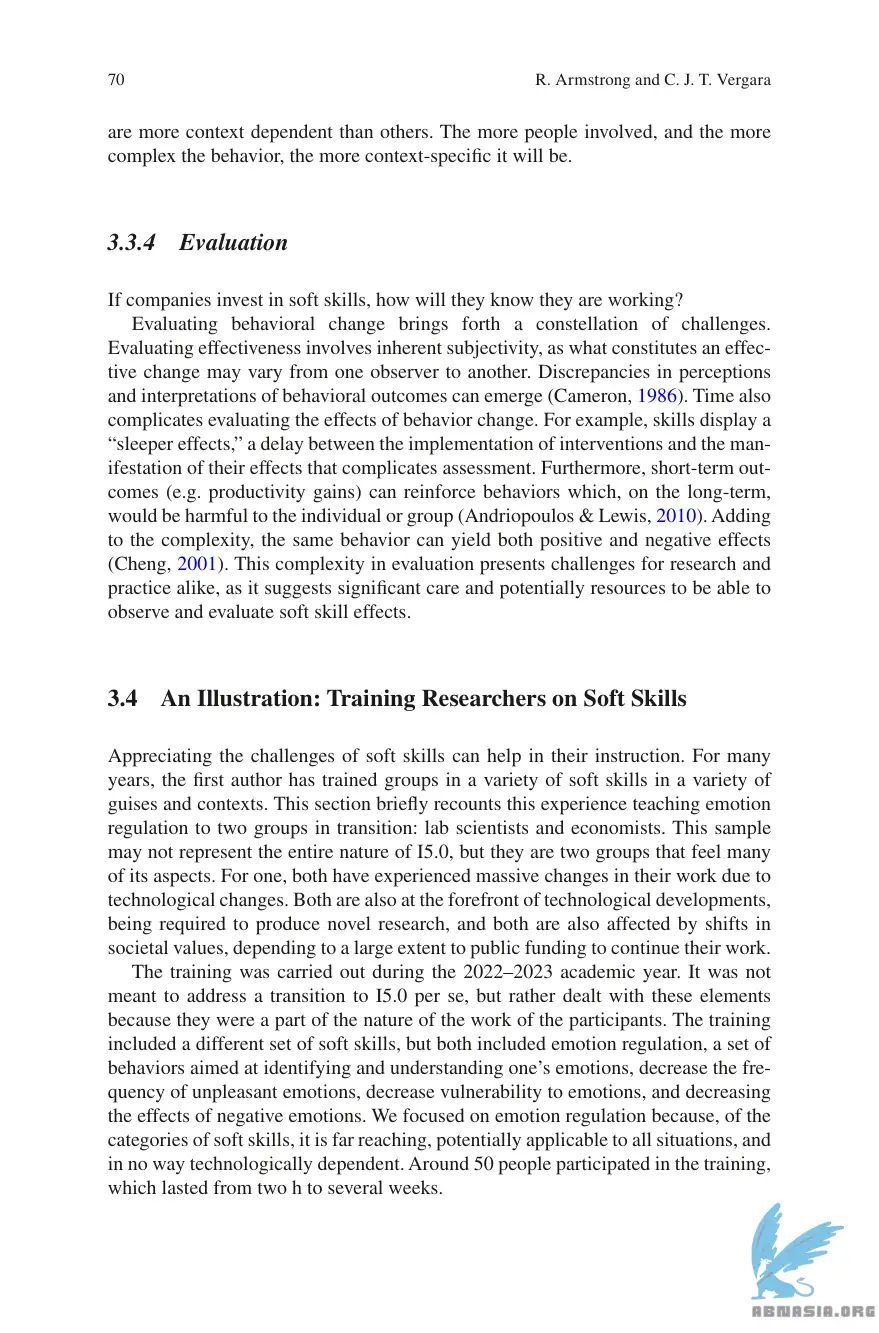 70
R. Armstrong and C. J. T. Vergara
are more context dependent than others. The more people involved, and the more
complex the behavior, the more context-specific it will be.
3.3.4 Evaluation
If companies invest in soft skills, how will they know they are working?
Evaluating behavioral change brings forth a constellation of challenges.
Evaluating effectiveness involves inherent subjectivity, as what constitutes an effec-
tive change may vary from one observer to another. Discrepancies in perceptions
and interpretations of behavioral outcomes can emerge (Cameron, 1986). Time also
complicates evaluating the effects of behavior change. For example, skills display a
“sleeper effects,” a delay between the implementation of interventions and the man-
ifestation of their effects that complicates assessment. Furthermore, short-term out-
comes (e.g. productivity gains) can reinforce behaviors which, on the long-term,
would be harmful to the individual or group (Andriopoulos & Lewis, 2010). Adding
to the complexity, the same behavior can yield both positive and negative effects
(Cheng, 2001). This complexity in evaluation presents challenges for research and
practice alike, as it suggests significant care and potentially resources to be able to
observe and evaluate soft skill effects.
3.4 An Illustration: Training Researchers on Soft Skills
Appreciating the challenges of soft skills can help in their instruction. For many
years, the first author has trained groups in a variety of soft skills in a variety of
guises and contexts. This section briefly recounts this experience teaching emotion
regulation to two groups in transition: lab scientists and economists. This sample
may not represent the entire nature of I5.0, but they are two groups that feel many
of its aspects. For one, both have experienced massive changes in their work due to
technological changes. Both are also at the forefront of technological developments,
being required to produce novel research, and both are also affected by shifts in
societal values, depending to a large extent to public funding to continue their work.
The training was carried out during the 2022–2023 academic year. It was not
meant to address a transition to I5.0 per se, but rather dealt with these elements
because they were a part of the nature of the work of the participants. The training
included a different set of soft skills, but both included emotion regulation, a set of
behaviors aimed at identifying and understanding one’s emotions, decrease the fre-
quency of unpleasant emotions, decrease vulnerability to emotions, and decreasing
the effects of negative emotions. We focused on emotion regulation because, of the
categories of soft skills, it is far reaching, potentially applicable to all situations, and
in no way technologically dependent. Around 50 people participated in the training,
which lasted from two h to several weeks.
ABNASIA.ORG